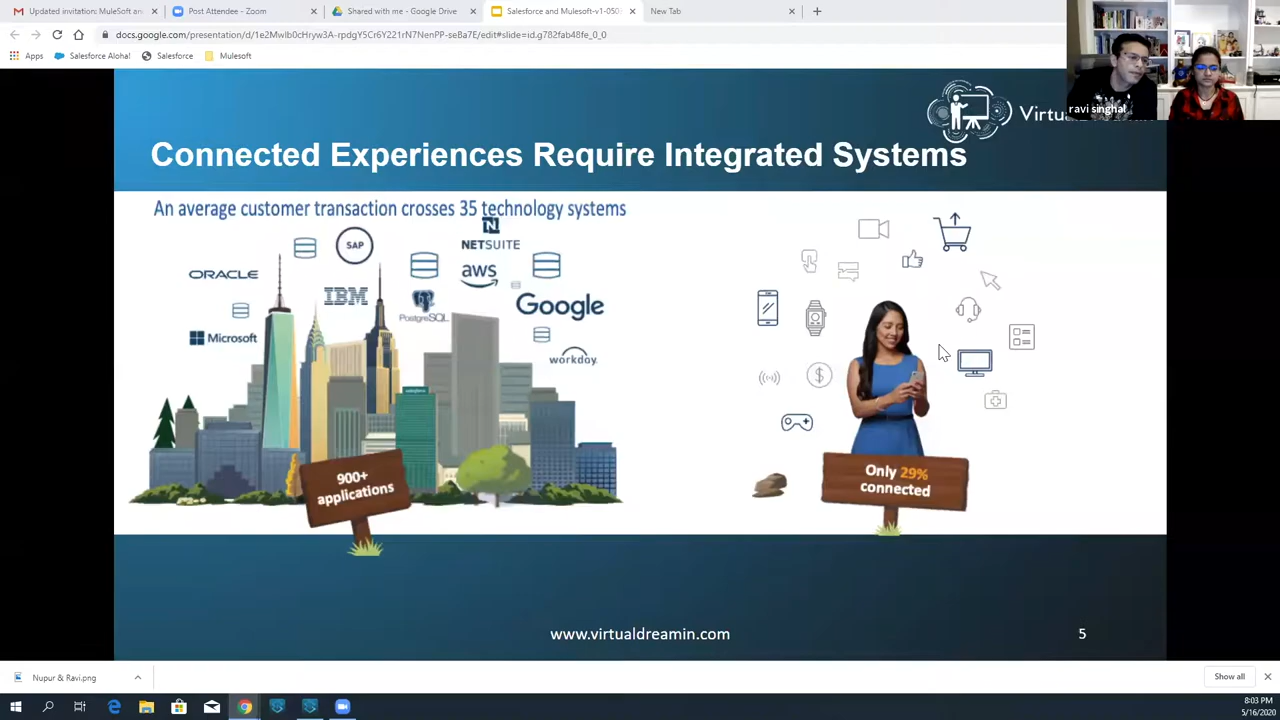 Updated invitation: MuleSoft an
Post Attendee - Zoom
Shared with me - Google Drive
Salesforce and Mulesoft-v1-050
New Tab
docs.google.com/presentation/d/1e2Mwlb0cHryw3A-rpdgY5Cr6Y221rN7NenPP-se8a7E/edit#slide=id.g782fab48fe_0_0
Apps
Salesforce Aloha!
Salesforce
Mulesoft
ravi singhal
Connected Experiences Require Integrated Systems
An average customer transaction crosses 35 technology systems
ORACLE
SAP
NETSUITE
IBM
aws
PostgreSQL
Google
Microsoft
workday.
salesforce
900+
applications
Only 29%
connected
www.virtualdreamin.com
5
Nupur & Ravi.png
Show all
8:03 PM
5/16/2020